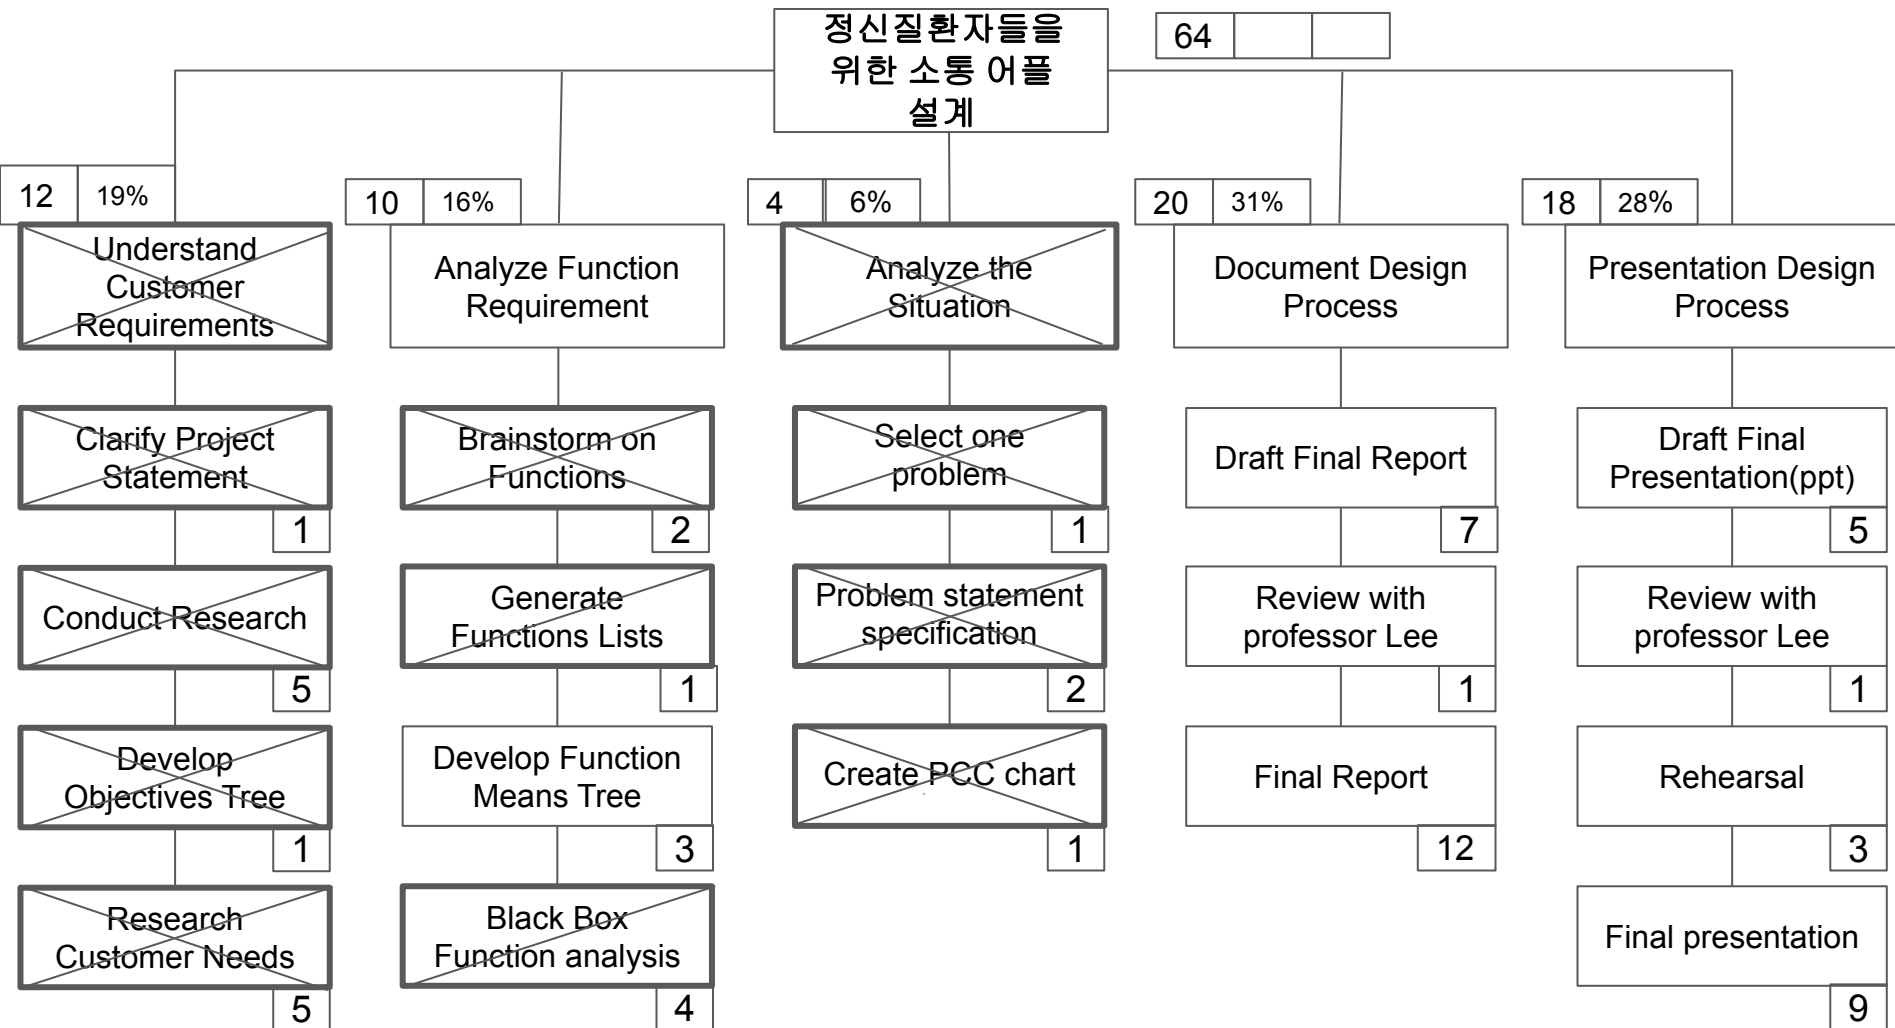 정신질환자들을
위한 소통 어플
설계
64
12
19%
Understand
Customer
Requirements
10
16%
Analyze Function
Requirement
4
6%
Analyze the
Situation
20
31%
Document Design
Process
18
28%
Presentation Design
Process
Clarify Project
Statement
1
Conduct Research
5
Develop
Objectives Tree
1
Research
Customer Needs
5
Brainstorm on
Functions
2
Generate
Functions Lists
1
Develop Function
Means Tree
3
Black Box
Function analysis
4
Select one
problem
1
Problem statement
specification
2
Create PCC chart
1
Draft Final Report
7
Review with
professor Lee
1
Final Report
12
Draft Final
Presentation(ppt)
5
Review with
professor Lee
1
Rehearsal
3
Final presentation
9